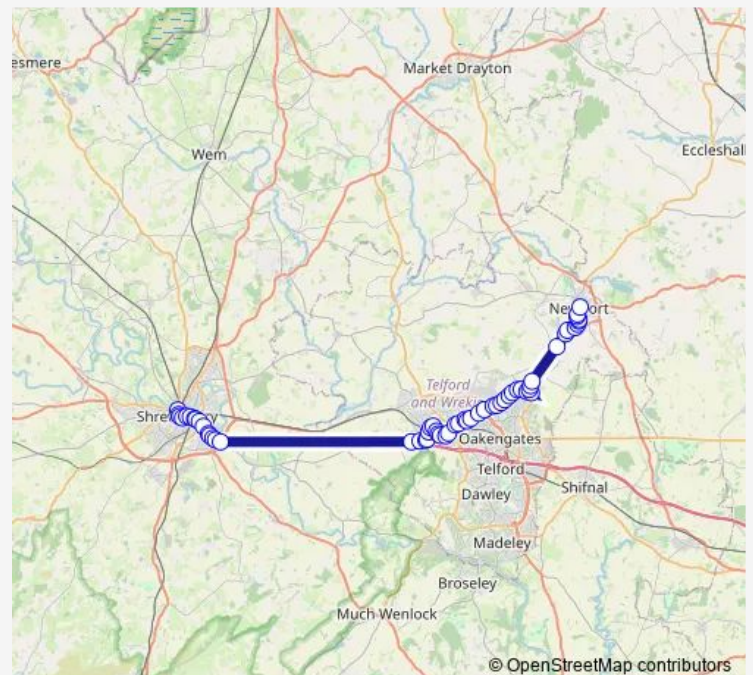 esmere
Market Drayton
Wem
Eccleshall
Newport
Telford
and Wrekin
Shrewsbury
Oakengates
Telford
Shifnal
Dawley
Madeley
Broseley
Much Wenlock
© OpenStreetMap contributors